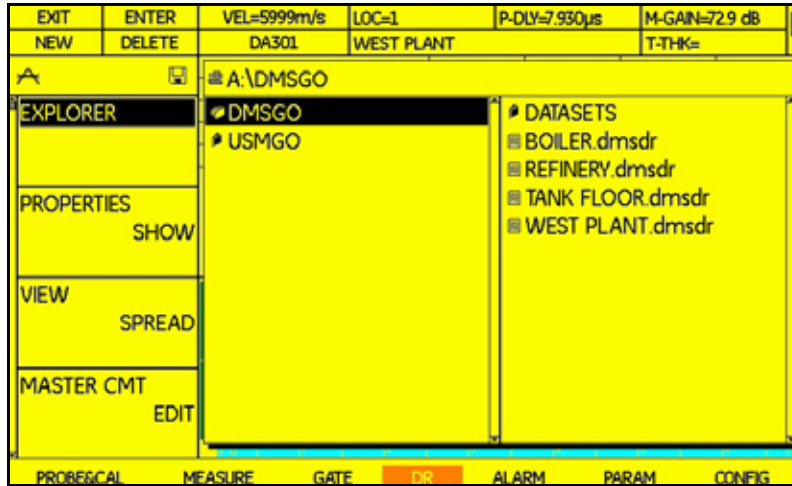 EXIT ENTER VEL=5999m/s LOC=1 P-DLY=7.930µs M-GAIN=72.9 dB
NEW DELETE DA301 WEST PLANT T-THK=
A:\DMSGO
EXPLORER DMSGO DATASETS
USMGO BOILER.dmsdr
REFINERY.dmsdr
PROPERTIES TANK FLOOR.dmsdr
SHOW WEST PLANT.dmsdr
VIEW
SPREAD
MASTER CMT
EDIT
PROBE&CAL MEASURE GATE DR ALARM PARAM CONFIG